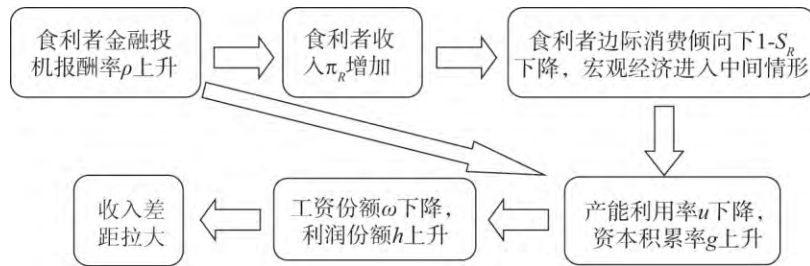 食利者金融投
机报酬率ρ上升
食利者收
入π_R增加
食利者边际消费倾向下1-S_R
下降，宏观经济进入中间情形
产能利用率u下降，
资本积累率g上升
工资份额ω下降，
利润份额h上升
收入差
距拉大